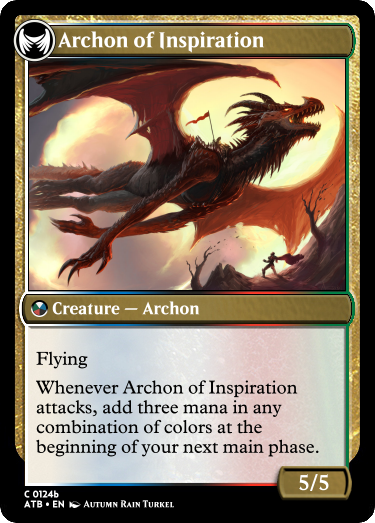 Archon of Inspiration
Creature — Archon
Flying
Whenever Archon of Inspiration
attacks, add three mana in any
combination of colors at the
beginning of your next main phase.
5/5
C 0124b
ATB • EN AUTUMN RAIN TURKEL